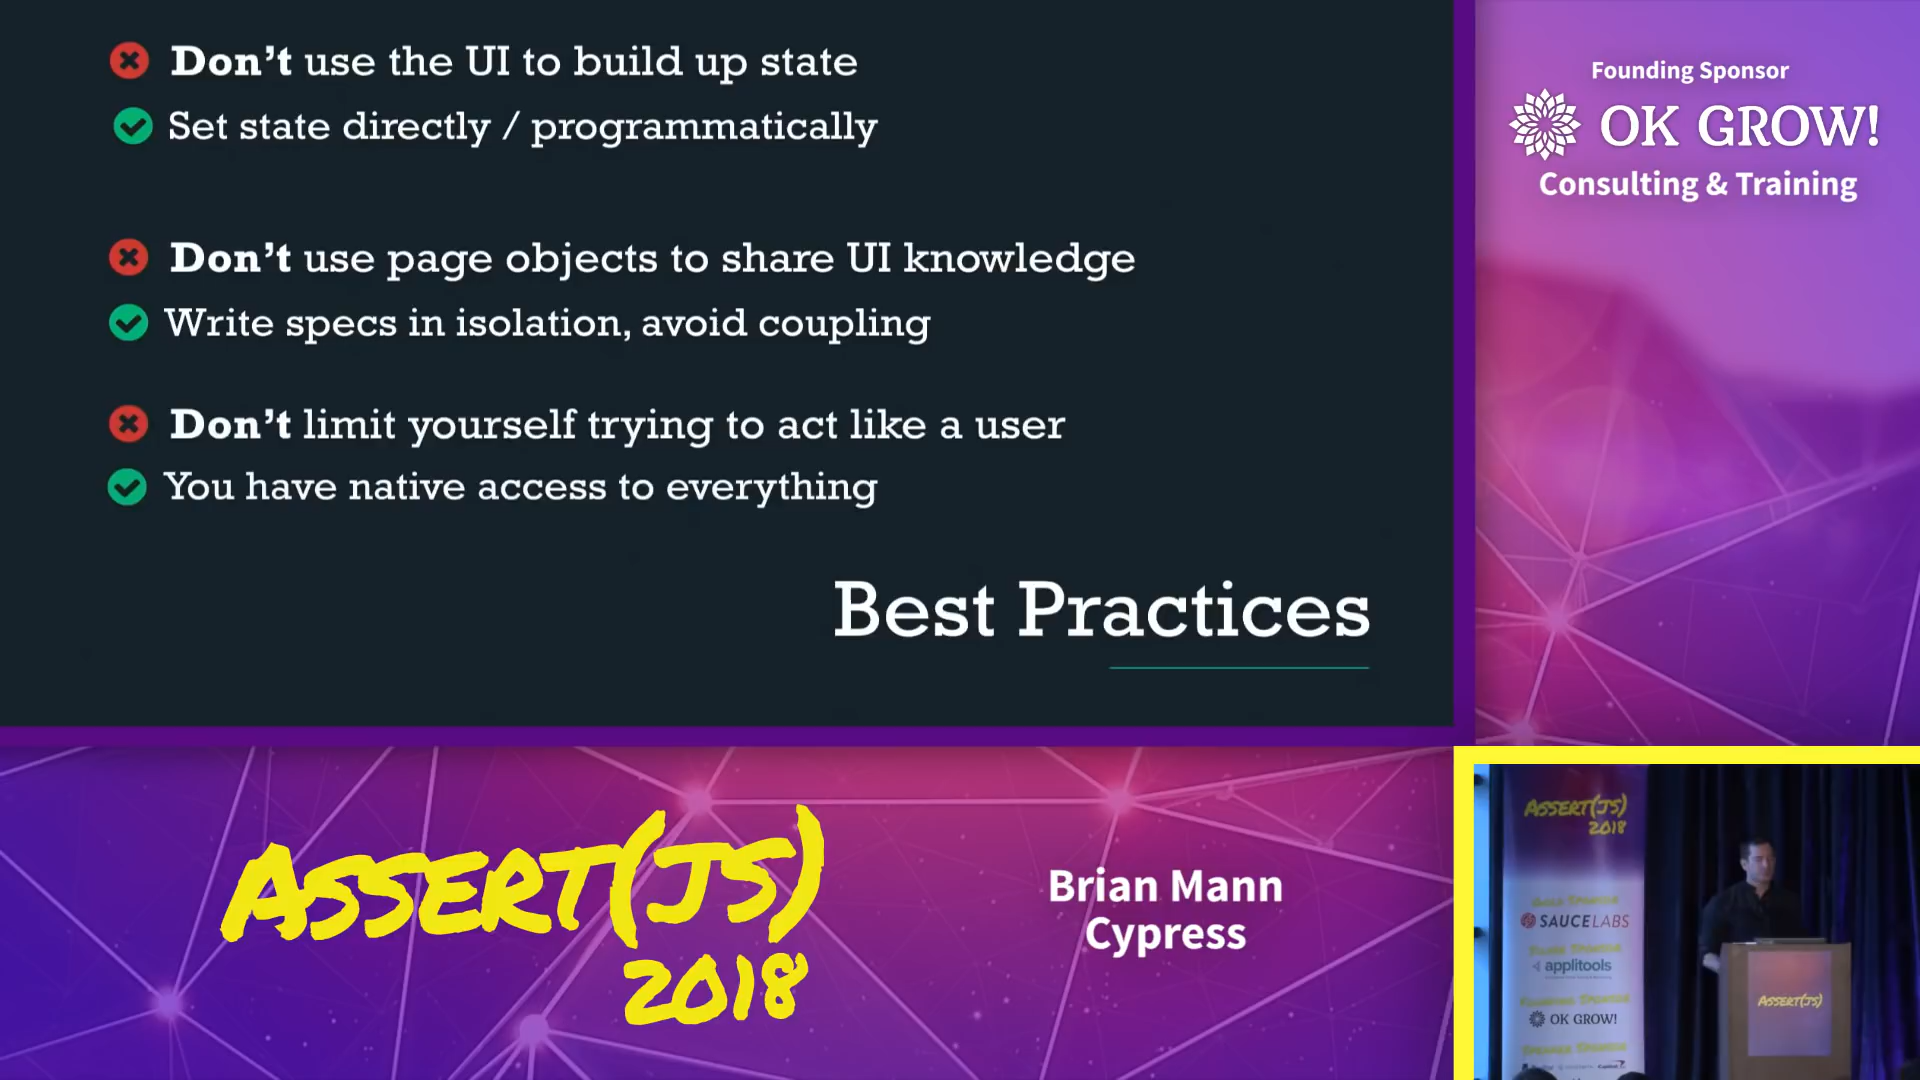 Don't use the UI to build up state
Set state directly / programmatically
Don't use page objects to share UI knowledge
Write specs in isolation, avoid coupling
Don't limit yourself trying to act like a user
You have native access to everything
Best Practices
Founding Sponsor
OK GROW!
Consulting & Training
ASSERT(JS)
2018
Brian Mann
Cypress
ASSERT(JS)
2018
SAUCELABS
applitools
OK GROW!
ASSERT(JS)